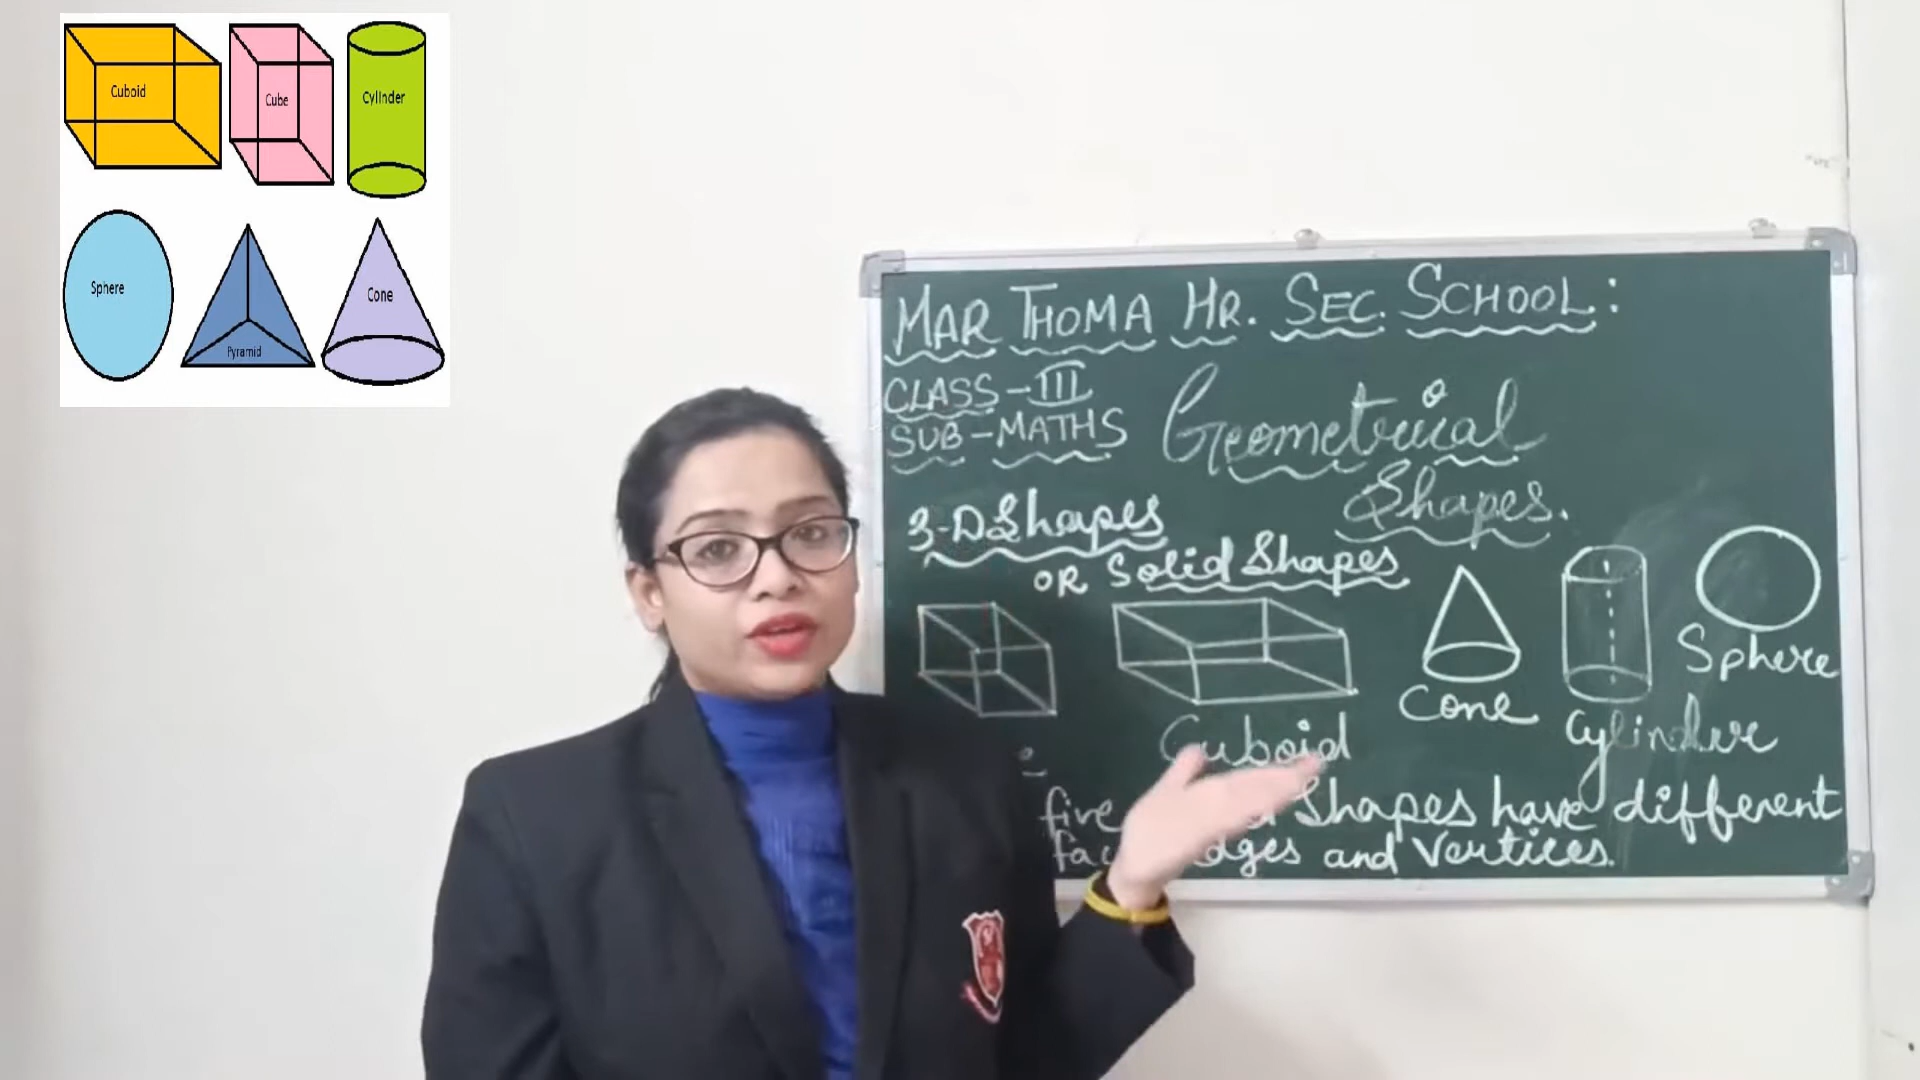 Cuboid
Cube
Cylinder
Sphere
Pyramid
Cone
MAR THOMA HR. SEC. SCHOOL:
CLASS-III
SUB-MATHS
Geometrical
Shapes.
3-D Shapes
OR Solid Shapes
Cuboid
Cone
Cylinder
Sphere
five Shapes have different
and Vertices.